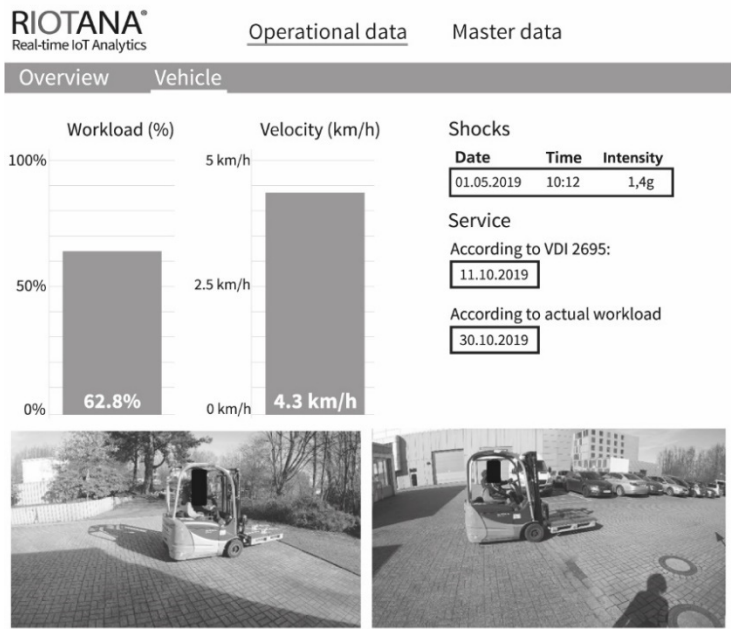 RIOTANA®
Real-time IoT Analytics
Operational data Master data
Overview Vehicle
Workload (%)
100%
50%
0%
62.8%
Velocity (km/h)
5 km/h
2.5 km/h
0 km/h
4.3 km/h
Shocks
Date Time Intensity
01.05.2019 10:12 1,4g
Service
According to VDI 2695:
11.10.2019
According to actual workload
30.10.2019